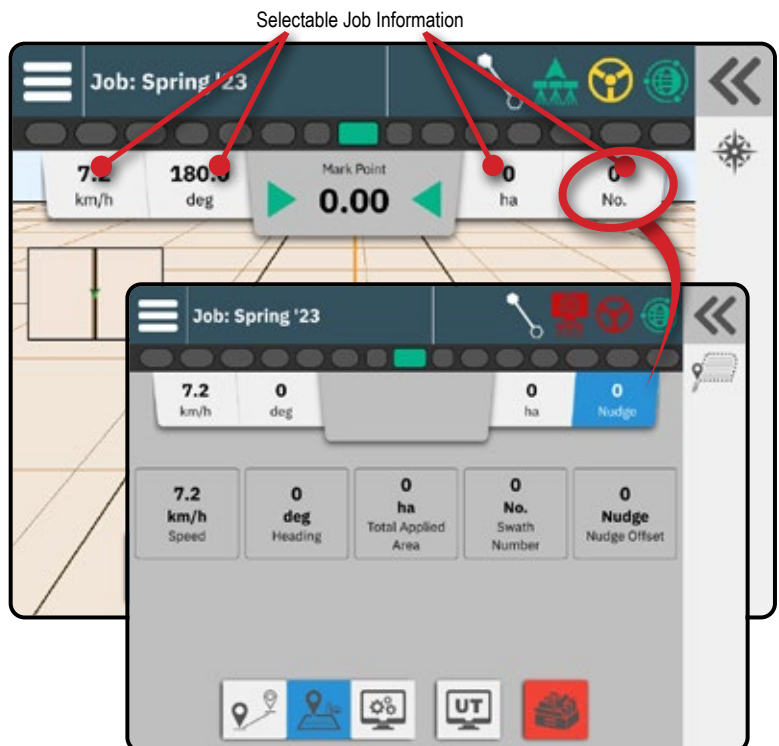 Selectable Job Information
Job: Spring '23
7.2
km/h
180.0
deg
Mark Point
0.00
0
ha
0
No.
Job: Spring '23
7.2
km/h
0
deg
0
ha
0
Nudge
7.2
km/h
Speed
0
deg
Heading
0
ha
Total Applied
Area
0
No.
Swath
Number
0
Nudge
Nudge Offset
UT